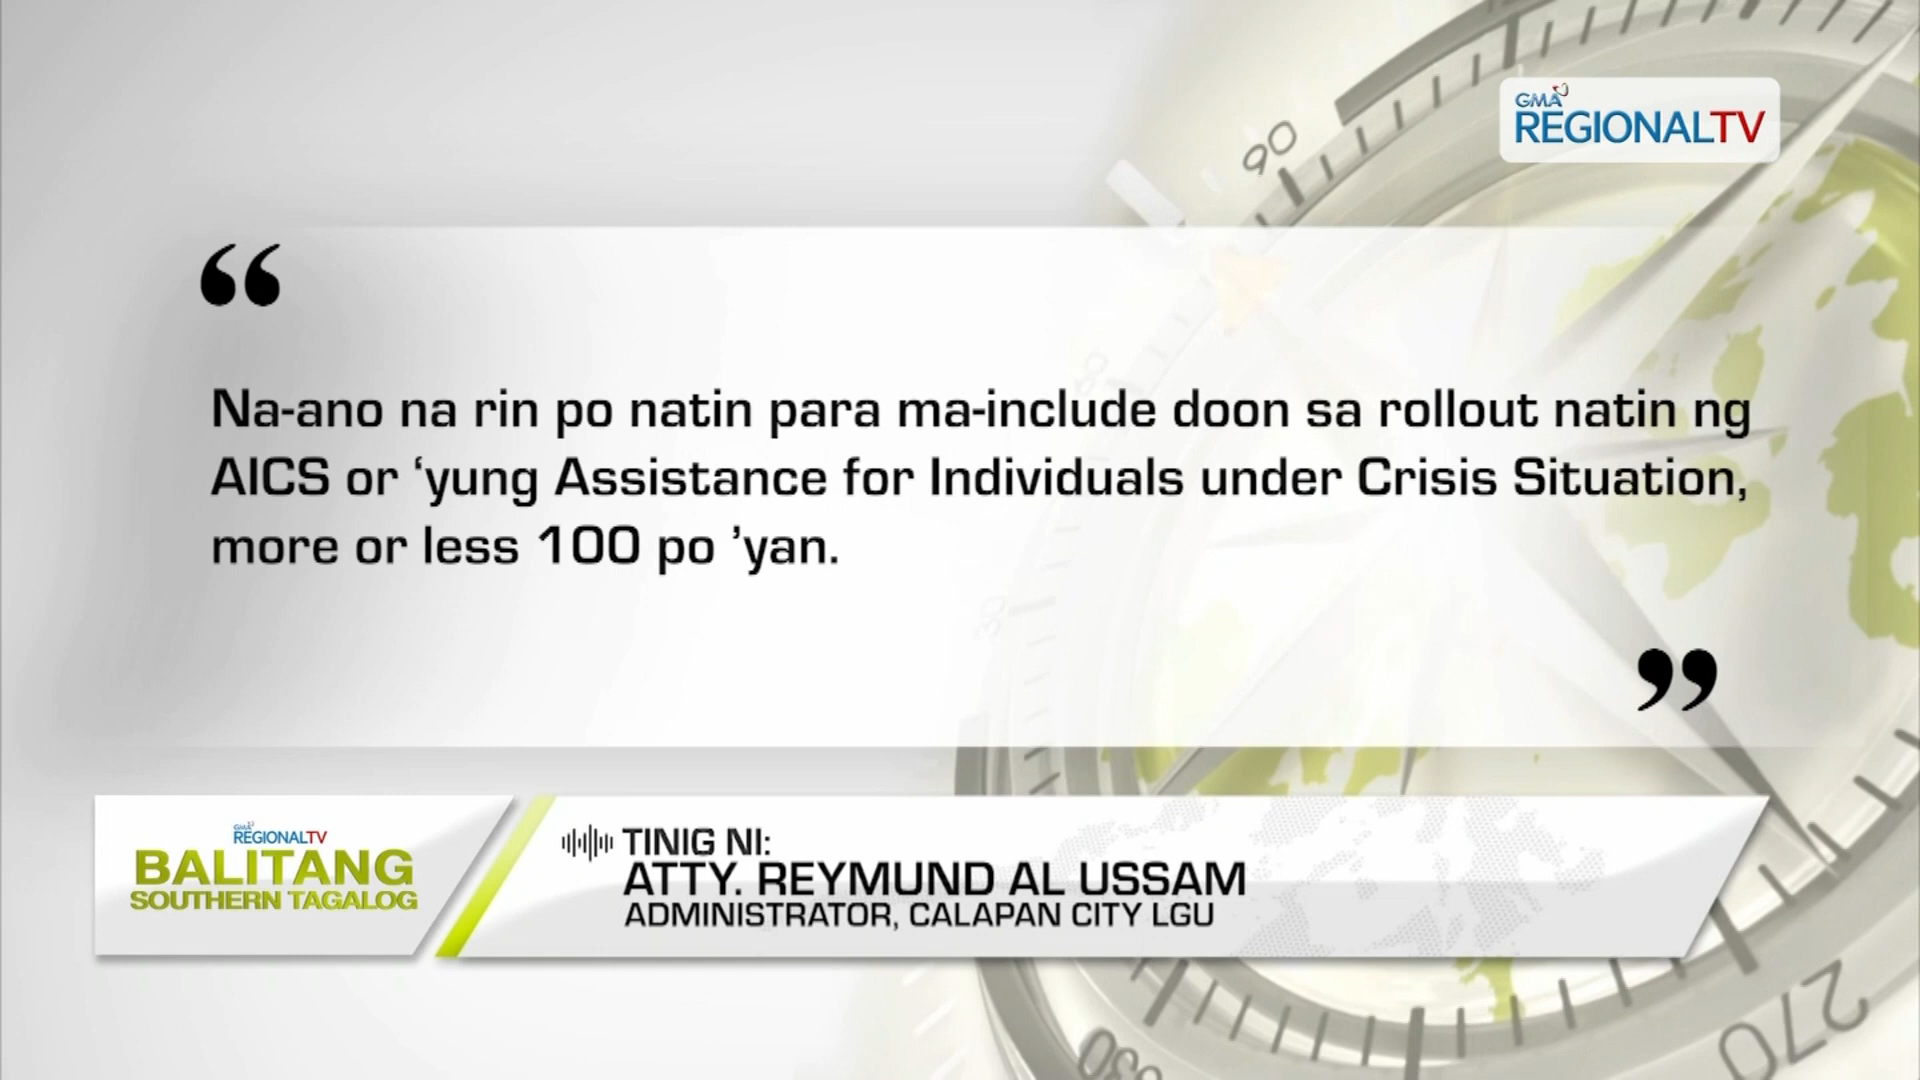 GMA
REGIONALTV
90
“
Na-ano na rin po natin para ma-include doon sa rollout natin ng
AICS or ‘yung Assistance for Individuals under Crisis Situation,
more or less 100 po ’yan.
”
30
GMA
REGIONALTV
BALITANG
SOUTHERN TAGALOG
TINIG NI:
ATTY. REYMUND AL USSAM
ADMINISTRATOR, CALAPAN CITY LGU
270